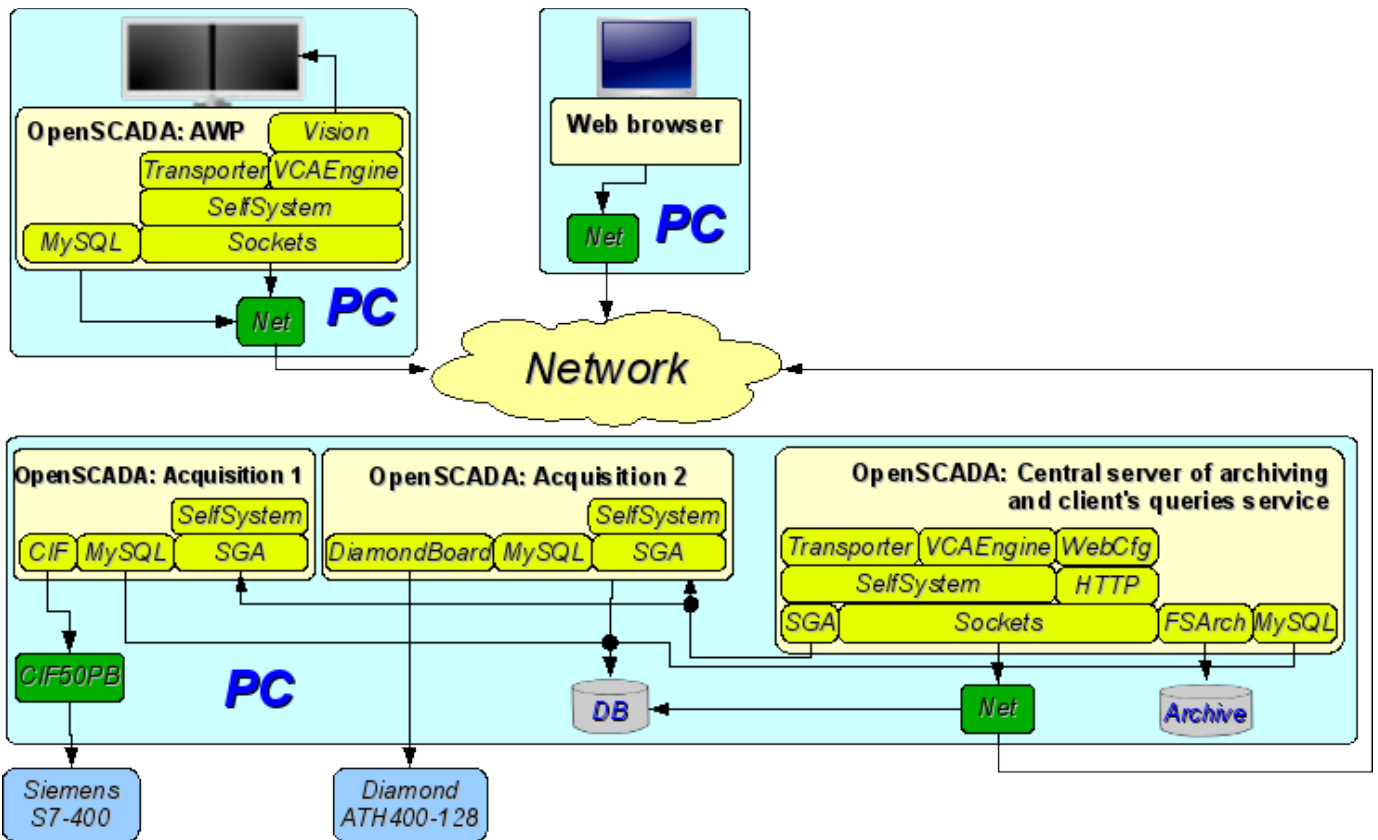 OpenSCADA: AWP
Vision
Transporter
VCAEngine
SelfSystem
MySQL
Sockets
Net
PC
Web browser
Net
PC
Network
OpenSCADA: Acquisition 1
SelfSystem
CIF
MySQL
SGA
OpenSCADA: Acquisition 2
SelfSystem
DiamondBoard
MySQL
SGA
OpenSCADA: Central server of archiving
and client's queries service
Transporter
VCAEngine
WebCfg
SelfSystem
HTTP
SGA
Sockets
FSArch
MySQL
CIF50PB
PC
DB
Net
Archive
Siemens
S7-400
Diamond
ATH400-128